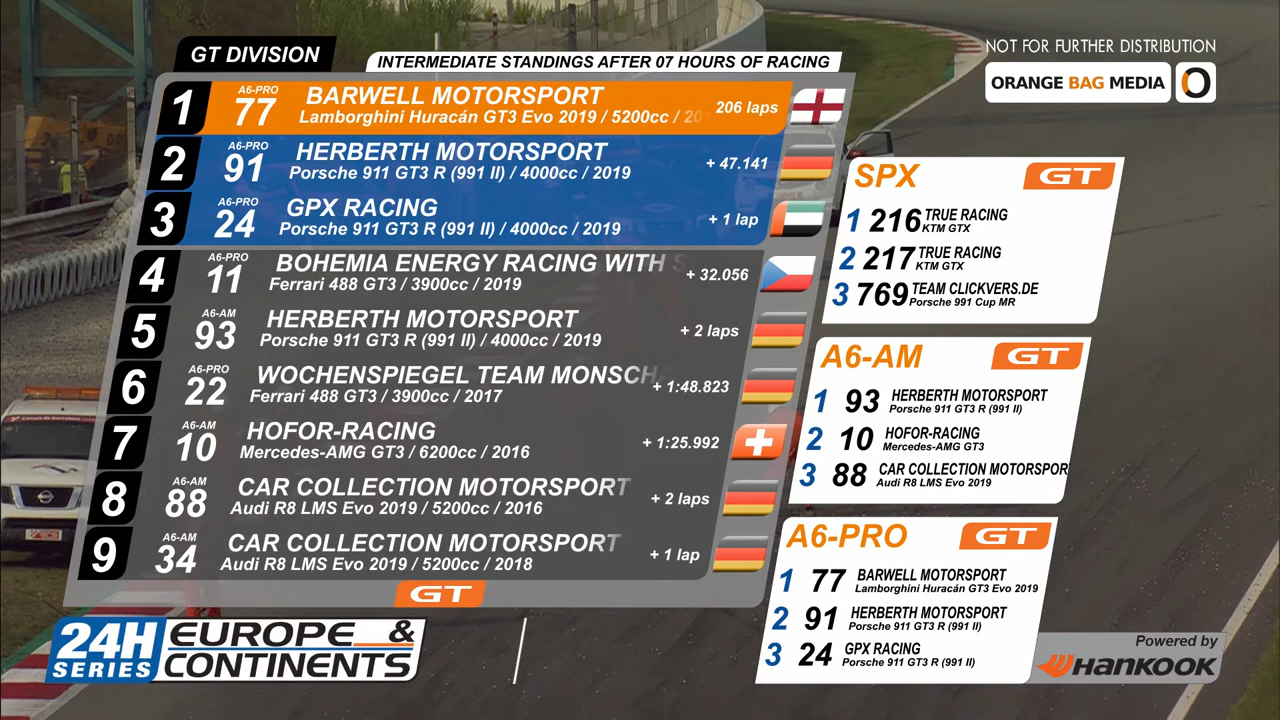 GT DIVISION
INTERMEDIATE STANDINGS AFTER 07 HOURS OF RACING
NOT FOR FURTHER DISTRIBUTION
ORANGE BAG MEDIA
1 A6-PRO 77 BARWELL MOTORSPORT 206 laps
Lamborghini Huracán GT3 Evo 2019 / 5200cc / 20
2 A6-PRO 91 HERBERTH MOTORSPORT + 47.141
Porsche 911 GT3 R (991 II) / 4000cc / 2019
3 A6-PRO 24 GPX RACING + 1 lap
Porsche 911 GT3 R (991 II) / 4000cc / 2019
4 A6-PRO 11 BOHEMIA ENERGY RACING WITH S + 32.056
Ferrari 488 GT3 / 3900cc / 2019
5 A6-AM 93 HERBERTH MOTORSPORT + 2 laps
Porsche 911 GT3 R (991 II) / 4000cc / 2019
6 A6-PRO 22 WOCHENSPIEGEL TEAM MONSCHA + 1:48.823
Ferrari 488 GT3 / 3900cc / 2017
7 A6-AM 10 HOFOR-RACING + 1:25.992
Mercedes-AMG GT3 / 6200cc / 2016
8 A6-AM 88 CAR COLLECTION MOTORSPORT + 2 laps
Audi R8 LMS Evo 2019 / 5200cc / 2016
9 A6-AM 34 CAR COLLECTION MOTORSPORT + 1 lap
Audi R8 LMS Evo 2019 / 5200cc / 2018
GT
SPX GT
1 216 TRUE RACING
KTM GTX
2 217 TRUE RACING
KTM GTX
3 769 TEAM CLICKVERS.DE
Porsche 991 Cup MR
A6-AM GT
1 93 HERBERTH MOTORSPORT
Porsche 911 GT3 R (991 II)
2 10 HOFOR-RACING
Mercedes-AMG GT3
3 88 CAR COLLECTION MOTORSPOR
Audi R8 LMS Evo 2019
A6-PRO GT
1 77 BARWELL MOTORSPORT
Lamborghini Huracán GT3 Evo 2019
2 91 HERBERTH MOTORSPORT
Porsche 911 GT3 R (991 II)
3 24 GPX RACING
Porsche 911 GT3 R (991 II)
24H SERIES
EUROPE &
CONTINENTS
Powered by
HANKOOK